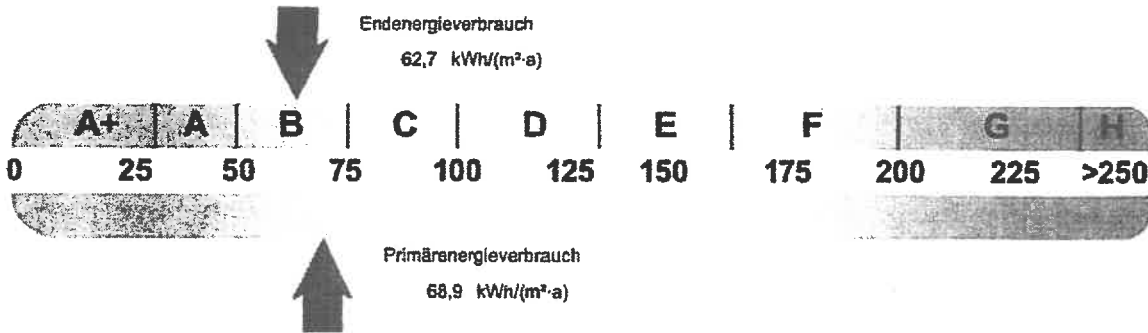 Endenergieverbrauch
62,7 kWh/(m²·a)
A+ A B C D E F G H
0 25 50 75 100 125 150 175 200 225 >250
Primärenergieverbrauch
68,9 kWh/(m²·a)